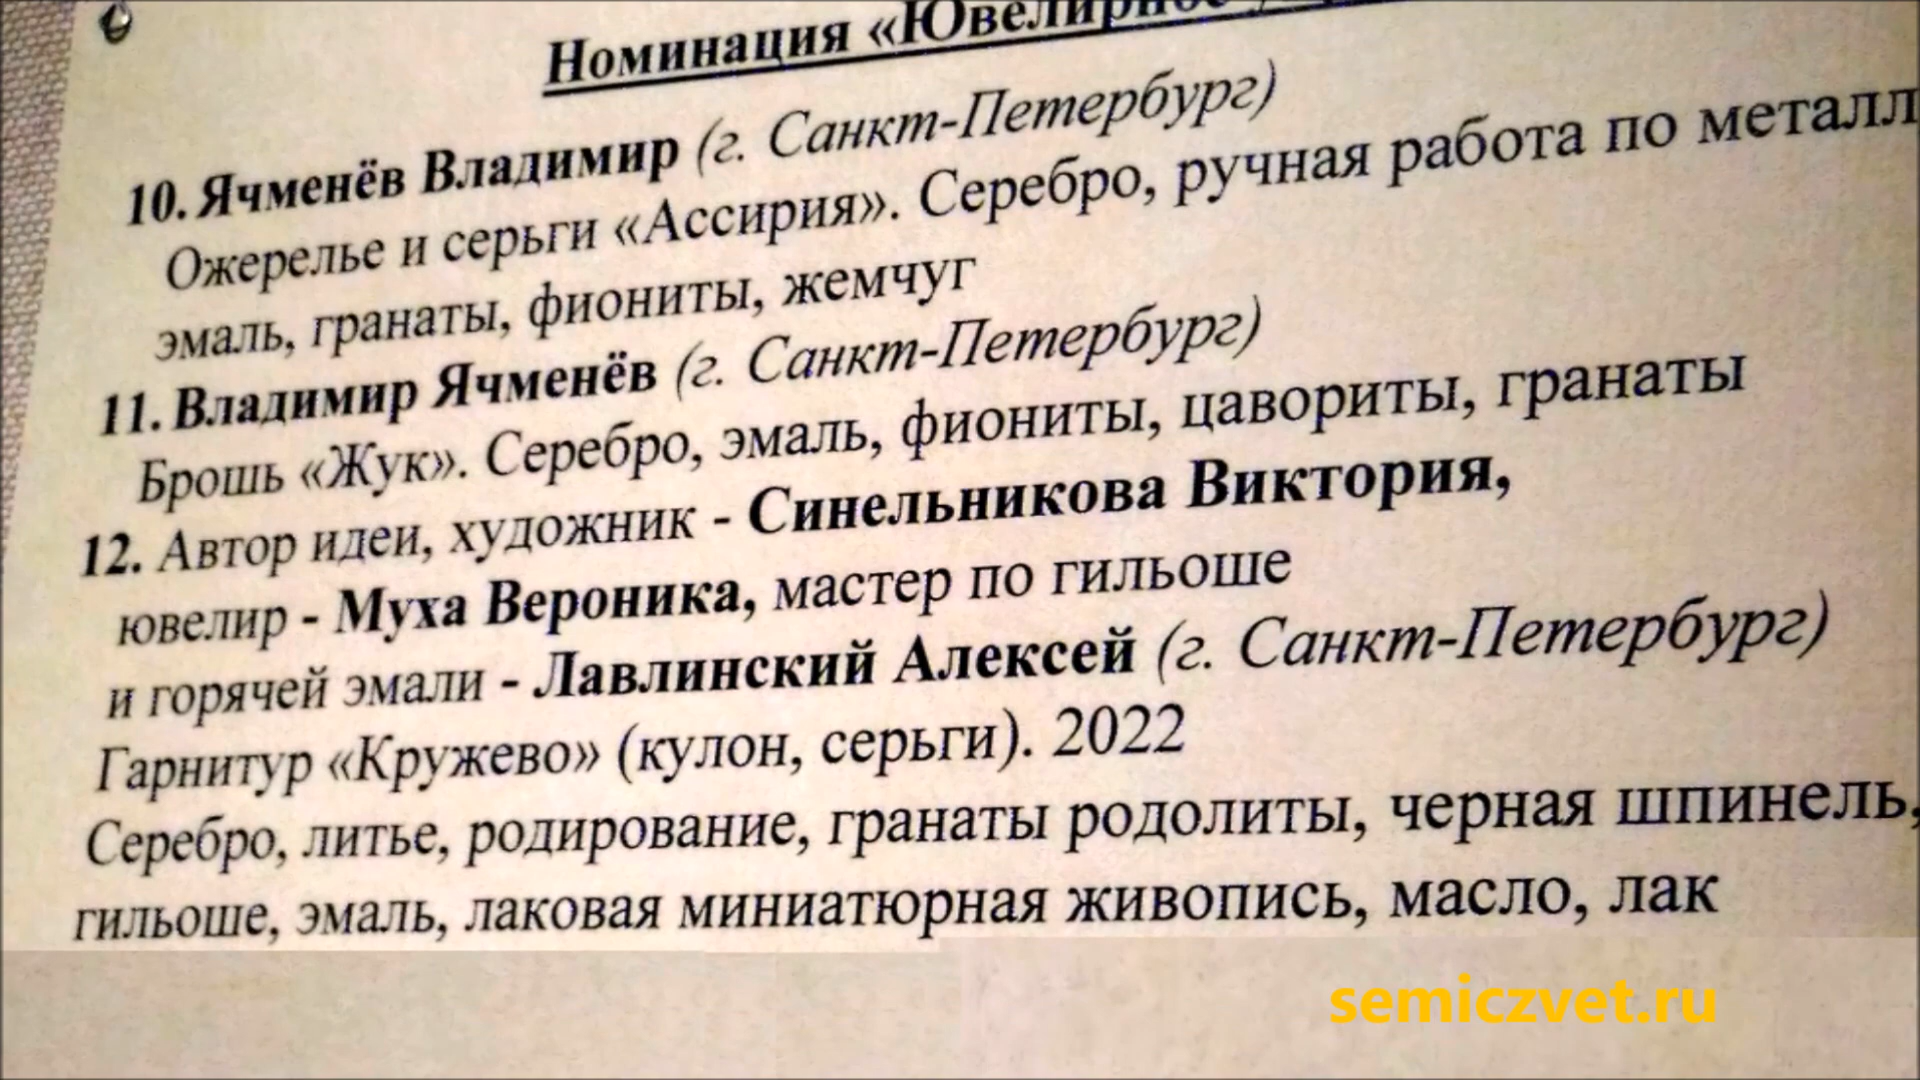 Номинация «Ювелирное
10. Ячменёв Владимир (г. Санкт-Петербург)
Ожерелье и серьги «Ассирия». Серебро, ручная работа по металл
эмаль, гранаты, фиониты, жемчуг
11. Владимир Ячменёв (г. Санкт-Петербург)
Брошь «Жук». Серебро, эмаль, фиониты, цавориты, гранаты
12. Автор идеи, художник - Синельникова Виктория,
ювелир - Муха Вероника, мастер по гильоше
и горячей эмали - Лавлинский Алексей (г. Санкт-Петербург)
Гарнитур «Кружево» (кулон, серьги). 2022
Серебро, литье, родирование, гранаты родолиты, черная шпинель,
гильоше, эмаль, лаковая миниатюрная живопись, масло, лак
semiczvet.ru